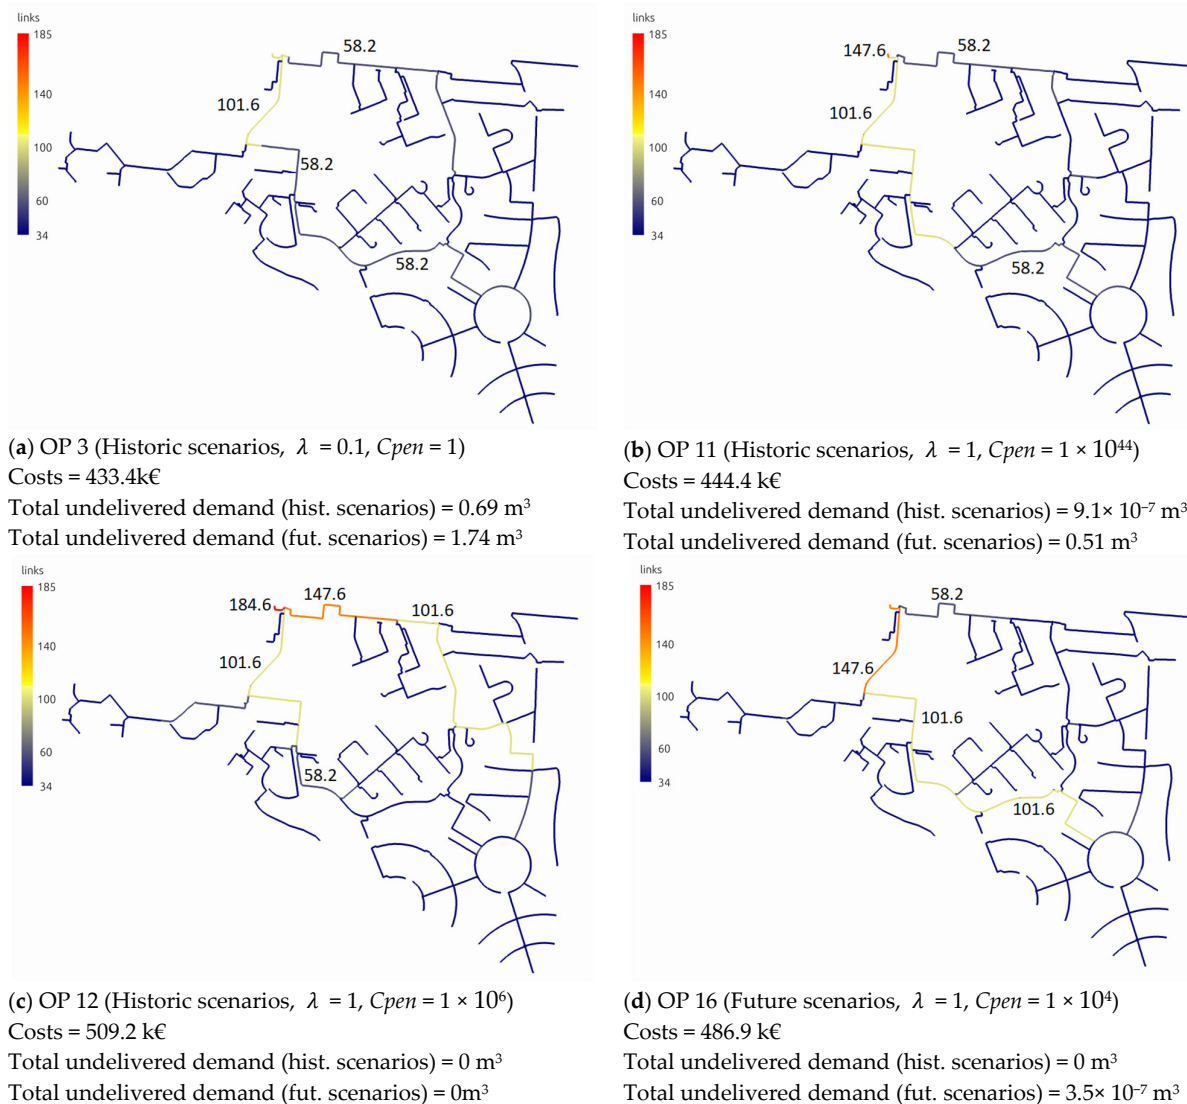 links
185
140
100
60
34
58.2
101.6
58.2
58.2
(a) OP 3 (Historic scenarios, λ = 0.1, Cpen = 1)
Costs = 433.4k€
Total undelivered demand (hist. scenarios) = 0.69 m³
Total undelivered demand (fut. scenarios) = 1.74 m³
links
185
140
100
60
34
147.6
58.2
101.6
58.2
(b) OP 11 (Historic scenarios, λ = 1, Cpen = 1 × 10⁴⁴)
Costs = 444.4 k€
Total undelivered demand (hist. scenarios) = 9.1× 10⁻⁷ m³
Total undelivered demand (fut. scenarios) = 0.51 m³
links
185
140
100
60
34
184.6
147.6
101.6
101.6
58.2
(c) OP 12 (Historic scenarios, λ = 1, Cpen = 1 × 10⁶)
Costs = 509.2 k€
Total undelivered demand (hist. scenarios) = 0 m³
Total undelivered demand (fut. scenarios) = 0m³
links
185
140
100
60
34
58.2
147.6
101.6
101.6
(d) OP 16 (Future scenarios, λ = 1, Cpen = 1 × 10⁴)
Costs = 486.9 k€
Total undelivered demand (hist. scenarios) = 0 m³
Total undelivered demand (fut. scenarios) = 3.5× 10⁻⁷ m³